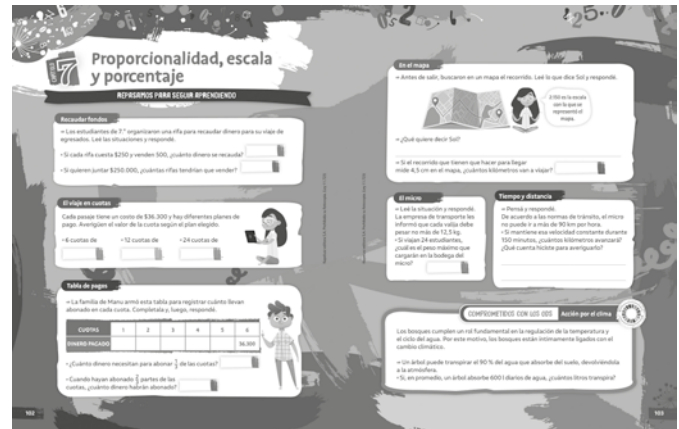 CAPÍTULO
7
Proporcionalidad, escala
y porcentaje
REPASAMOS PARA SEGUIR APRENDIENDO
Recaudar fondos
→ Los estudiantes de 7.° organizaron una rifa para recaudar dinero para su viaje de
egresados. Leé las situaciones y respondé.
• Si cada rifa cuesta $250 y venden 500, ¿cuánto dinero se recauda?
• Si quieren juntar $250.000, ¿cuántas rifas tendrían que vender?
El viaje en cuotas
Cada pasaje tiene un costo de $36.300 y hay diferentes planes de
pago. Averigüen el valor de la cuota según el plan elegido.
• 6 cuotas de
• 12 cuotas de
• 24 cuotas de
Tabla de pagos
→ La familia de Manu armó esta tabla para registrar cuánto llevan
abonado en cada cuota. Completala y, luego, respondé.
CUOTAS 1 2 3 4 5 6
DINERO PAGADO 36.300
• ¿Cuánto dinero necesitan para abonar de las cuotas?
• Cuando hayan abonado partes de las
cuotas, ¿cuánto dinero habrán abonado?
102
En el mapa
→ Antes de salir, buscaron en un mapa el recorrido. Leé lo que dice Sol y respondé.
es la escala
con la que se
representó el
mapa.
→ ¿Qué quiere decir Sol?
→ Si el recorrido que tienen que hacer para llegar
mide 4,5 cm en el mapa, ¿cuántos kilómetros van a viajar?
El micro
→ Leé la situación y respondé.
La empresa de transporte les
informó que cada valija debe
pesar no más de 12,5 kg.
• Si viajan 24 estudiantes,
¿cuál es el peso máximo que
cargarán en la bodega del
micro?
Tiempo y distancia
→ Pensá y respondé.
De acuerdo a las normas de tránsito, el micro
no puede ir a más de 90 km por hora.
• Si mantiene esa velocidad constante durante
150 minutos, ¿cuántos kilómetros avanzará?
¿Qué cuenta hiciste para averiguarlo?
COMPROMETIDOS CON LOS ODS Acción por el clima
Los bosques cumplen un rol fundamental en la regulación de la temperatura y
el ciclo del agua. Por este motivo, los bosques están íntimamente ligados con el
cambio climático.
→ Un árbol puede transpirar el 90 % del agua que absorbe del suelo, devolviéndola
a la atmósfera.
• Si, en promedio, un árbol absorbe 600 l diarios de agua, ¿cuántos litros transpira?
103